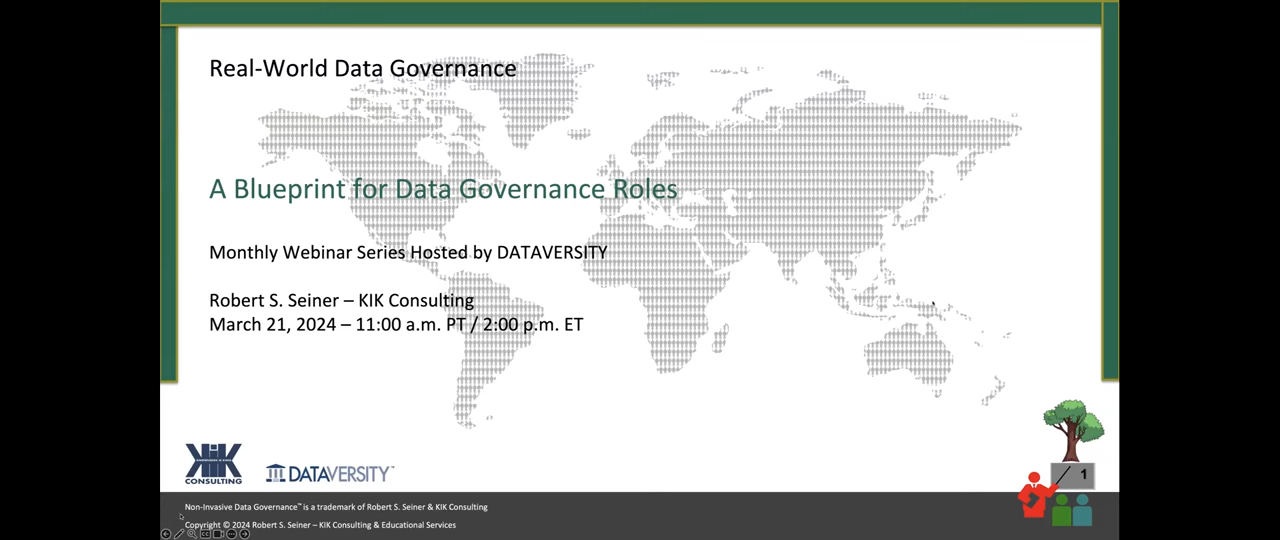 Real-World Data Governance
A Blueprint for Data Governance Roles
Monthly Webinar Series Hosted by DATAVERSITY
Robert S. Seiner – KIK Consulting
March 21, 2024 – 11:00 a.m. PT / 2:00 p.m. ET
KIK
CONSULTING
DATAVERSITY™
1
Non-Invasive Data Governance™ is a trademark of Robert S. Seiner & KIK Consulting
Copyright © 2024 Robert S. Seiner – KIK Consulting & Educational Services